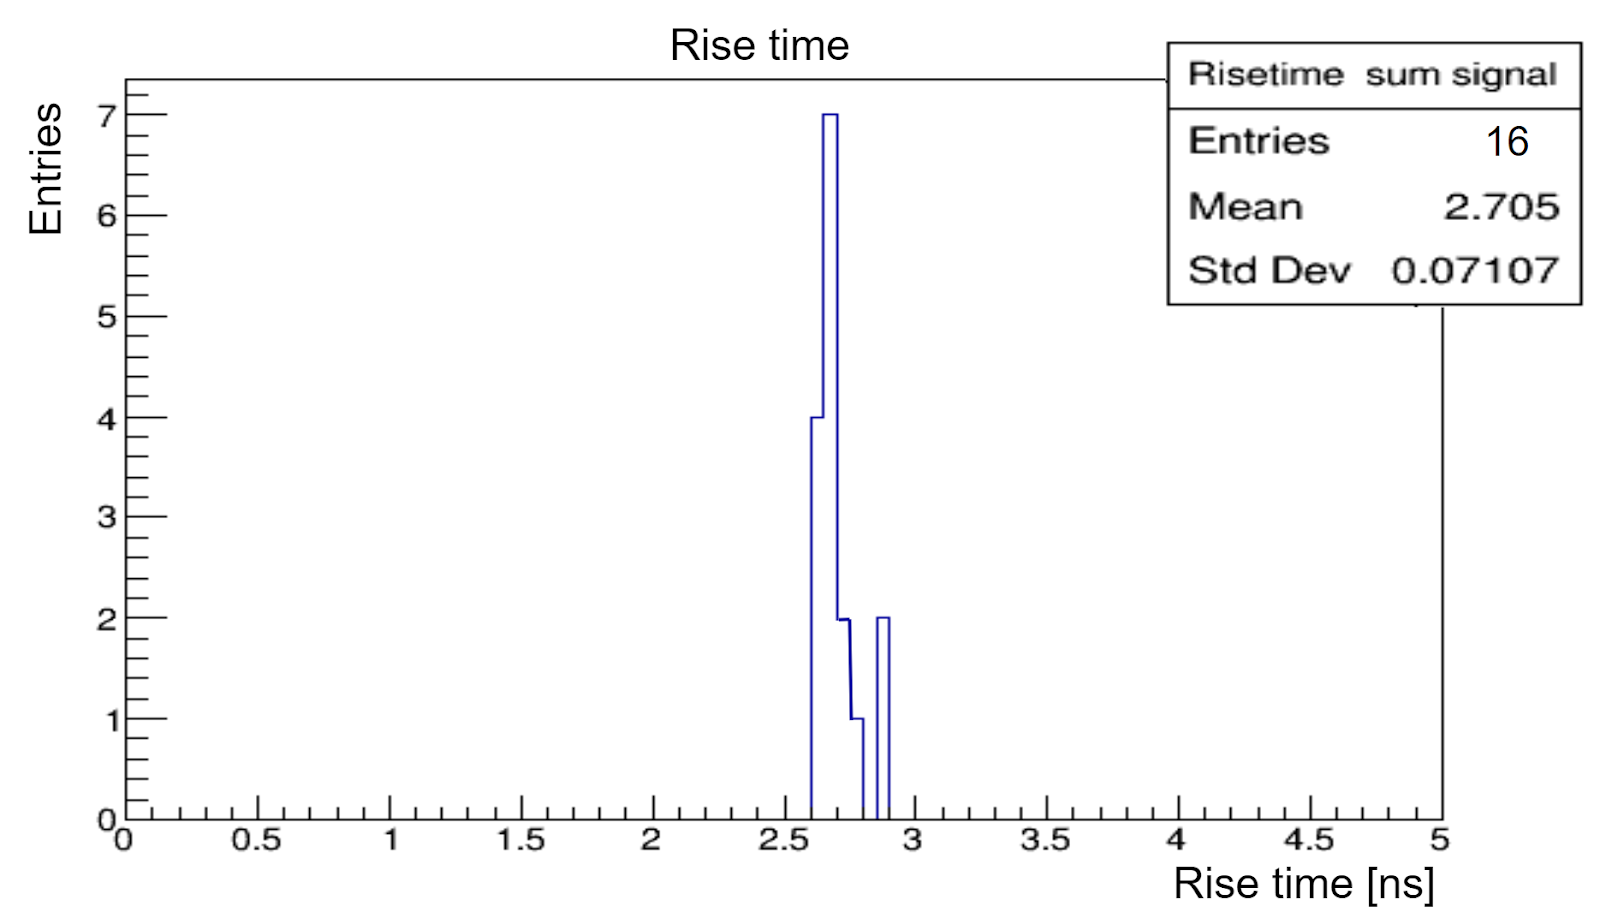 Rise time
Risetime sum signal
Entries 16
Mean 2.705
Std Dev 0.07107
Entries
7
6
5
4
3
2
1
0
0 0.5 1 1.5 2 2.5 3 3.5 4 4.5 5
Rise time [ns]